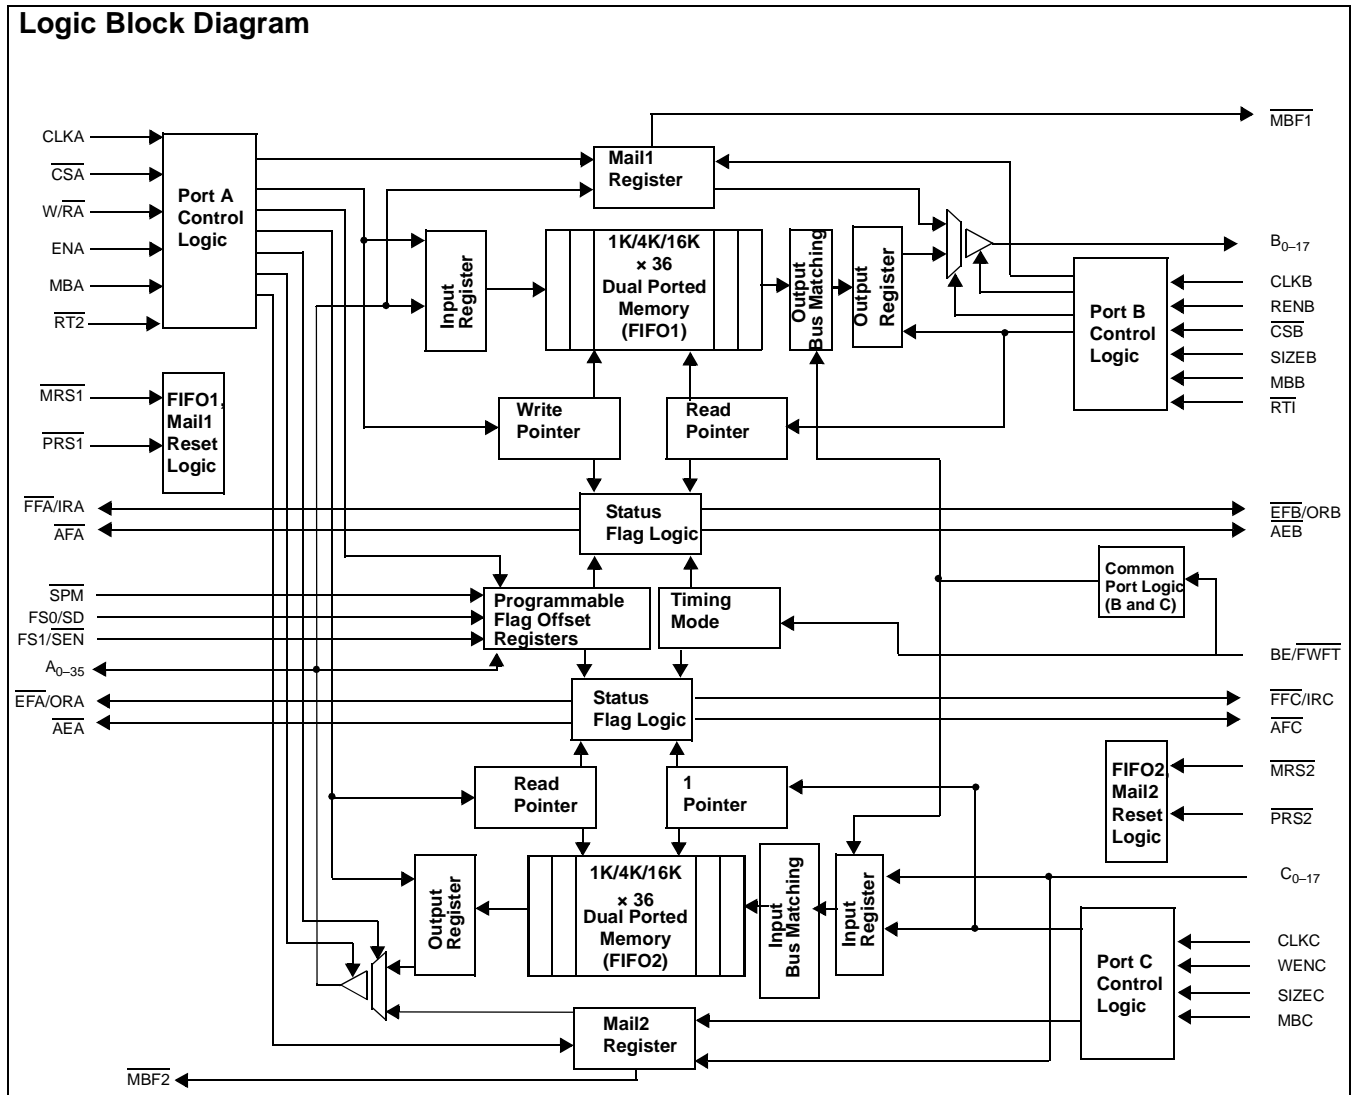 Logic Block Diagram
CLKA
CSA
W/RA
ENA
MBA
RT2
Port A
Control
Logic
Mail1
Register
MBF1
Input
Register
1K/4K/16K
× 36
Dual Ported
Memory
(FIFO1)
Output
Bus Matching
Output
Register
B0–17
CLKB
RENB
CSB
SIZEB
MBB
RTI
Port B
Control
Logic
MRS1
PRS1
FIFO1,
Mail1
Reset
Logic
Write
Pointer
Read
Pointer
FFA/IRA
AFA
Status
Flag Logic
EFB/ORB
AEB
SPM
FS0/SD
FS1/SEN
A0–35
Programmable
Flag Offset
Registers
Timing
Mode
Common
Port Logic
(B and C)
BE/FWFT
EFA/ORA
AEA
Status
Flag Logic
FFC/IRC
AFC
Read
Pointer
1
Pointer
FIFO2,
Mail2
Reset
Logic
MRS2
PRS2
Output
Register
1K/4K/16K
× 36
Dual Ported
Memory
(FIFO2)
Input
Bus Matching
Input
Register
C0–17
Port C
Control
Logic
CLKC
WENC
SIZEC
MBC
Mail2
Register
MBF2